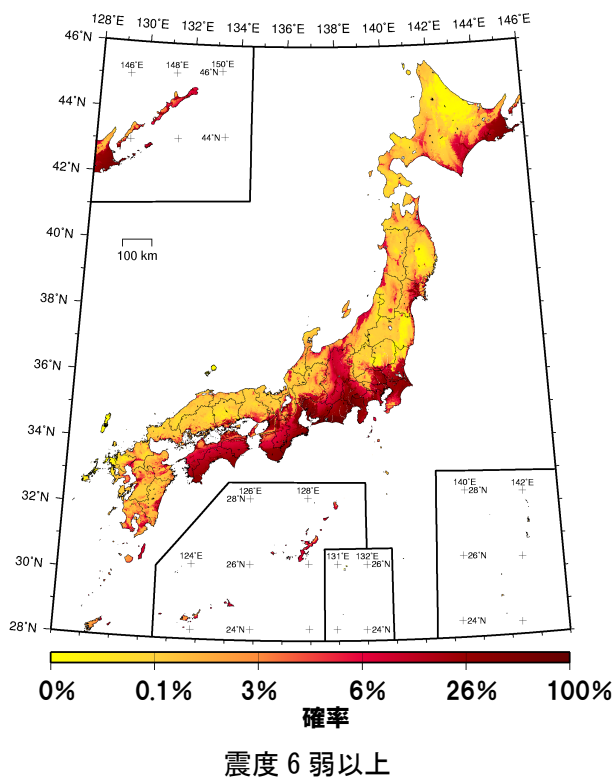 128°E 130°E 132°E 134°E 136°E 138°E 140°E 142°E 144°E 146°E
46°N
146°E 148°E 150°E
46°N
44°N
44°N
42°N
40°N
100 km
38°N
36°N
34°N
32°N
126°E 128°E
28°N
140°E 142°E
28°N
30°N
124°E
26°N
131°E 132°E
26°N
26°N
28°N
24°N
24°N
24°N
0% 0.1% 3% 6% 26% 100%
確率
震度6弱以上